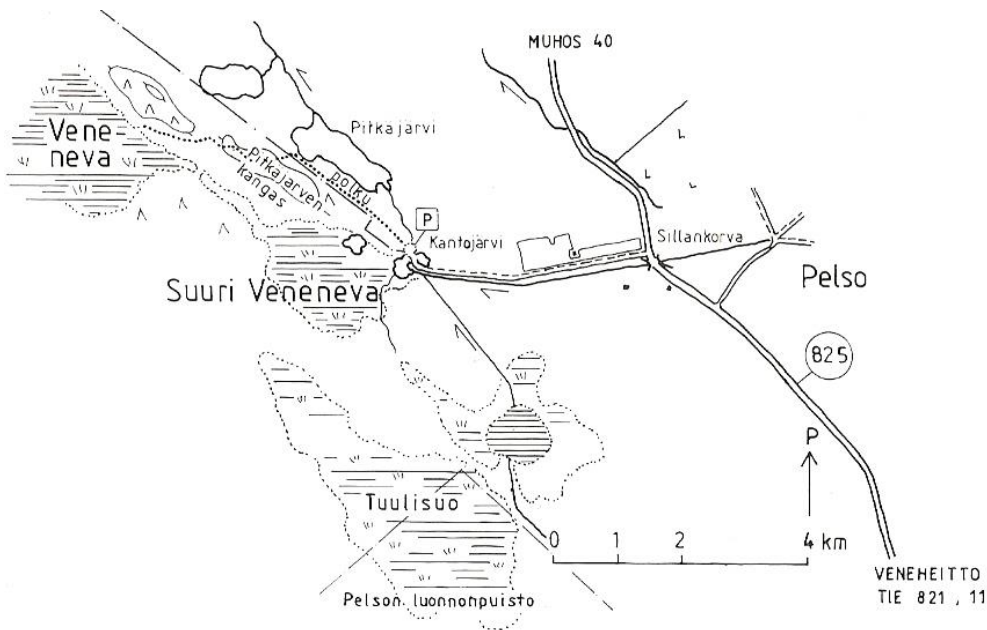 MUHOS 40
Pitkäjärvi
Vene-
neva
Pitkäjärven-
kangas
polku
P
Kantojärvi
Sillankorva
Pelso
Suuri Veneneva
825
P
Tuulisuo
0 1 2 4 km
Pelson luonnonpuisto
VENEHEITTO
TIE 821, 11